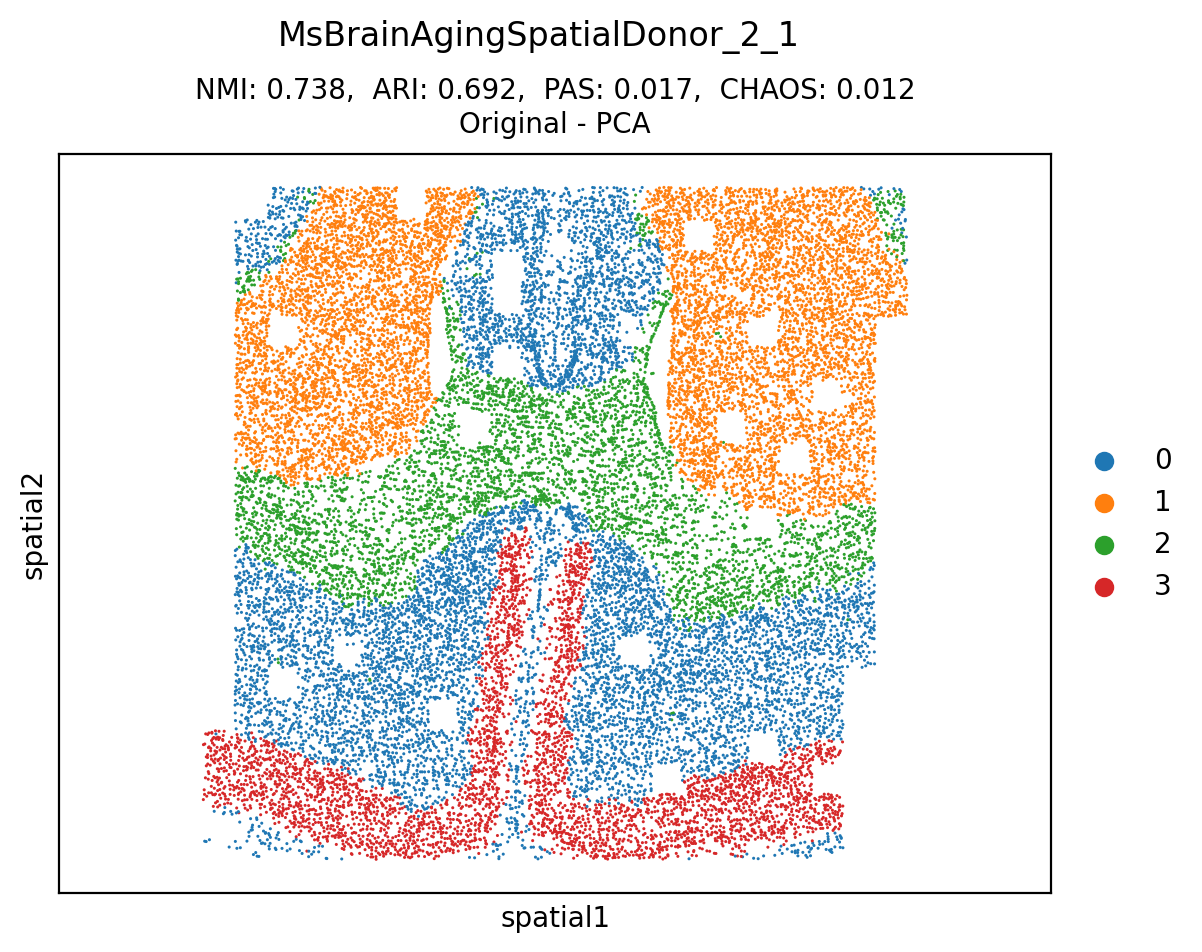 MsBrainAgingSpatialDonor_2_1
NMI: 0.738,  ARI: 0.692,  PAS: 0.017,  CHAOS: 0.012
Original - PCA
spatial2
0
1
2
3
spatial1